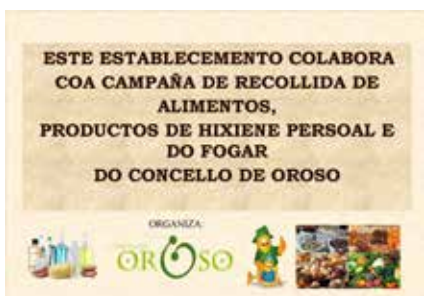 ESTE ESTABLECEMENTO COLABORA
COA CAMPAÑA DE RECOLLIDA DE
ALIMENTOS,
PRODUCTOS DE HIXIENE PERSOAL E
DO FOGAR
DO CONCELLO DE OROSO
ORGANIZA:
OROSO